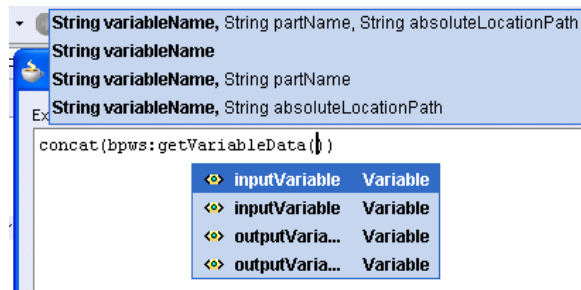 String variableName, String partName, String absoluteLocationPath
String variableName
String variableName, String partName
String variableName, String absoluteLocationPath
Ex
concat(bpws:getVariableData())
inputVariable Variable
inputVariable Variable
outputVaria... Variable
outputVaria... Variable